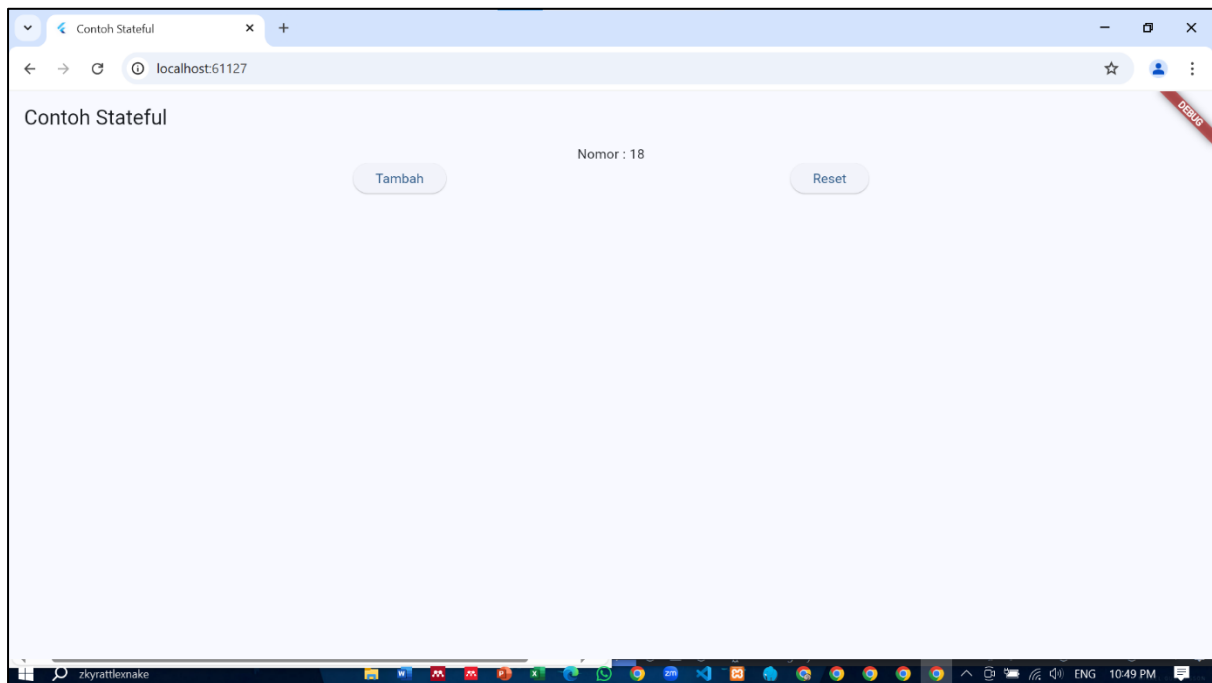 Contoh Stateful
localhost:61127
Contoh Stateful
DEBUG
Nomor : 18
Tambah
Reset
zkyrattlexnake
ENG 10:49 PM